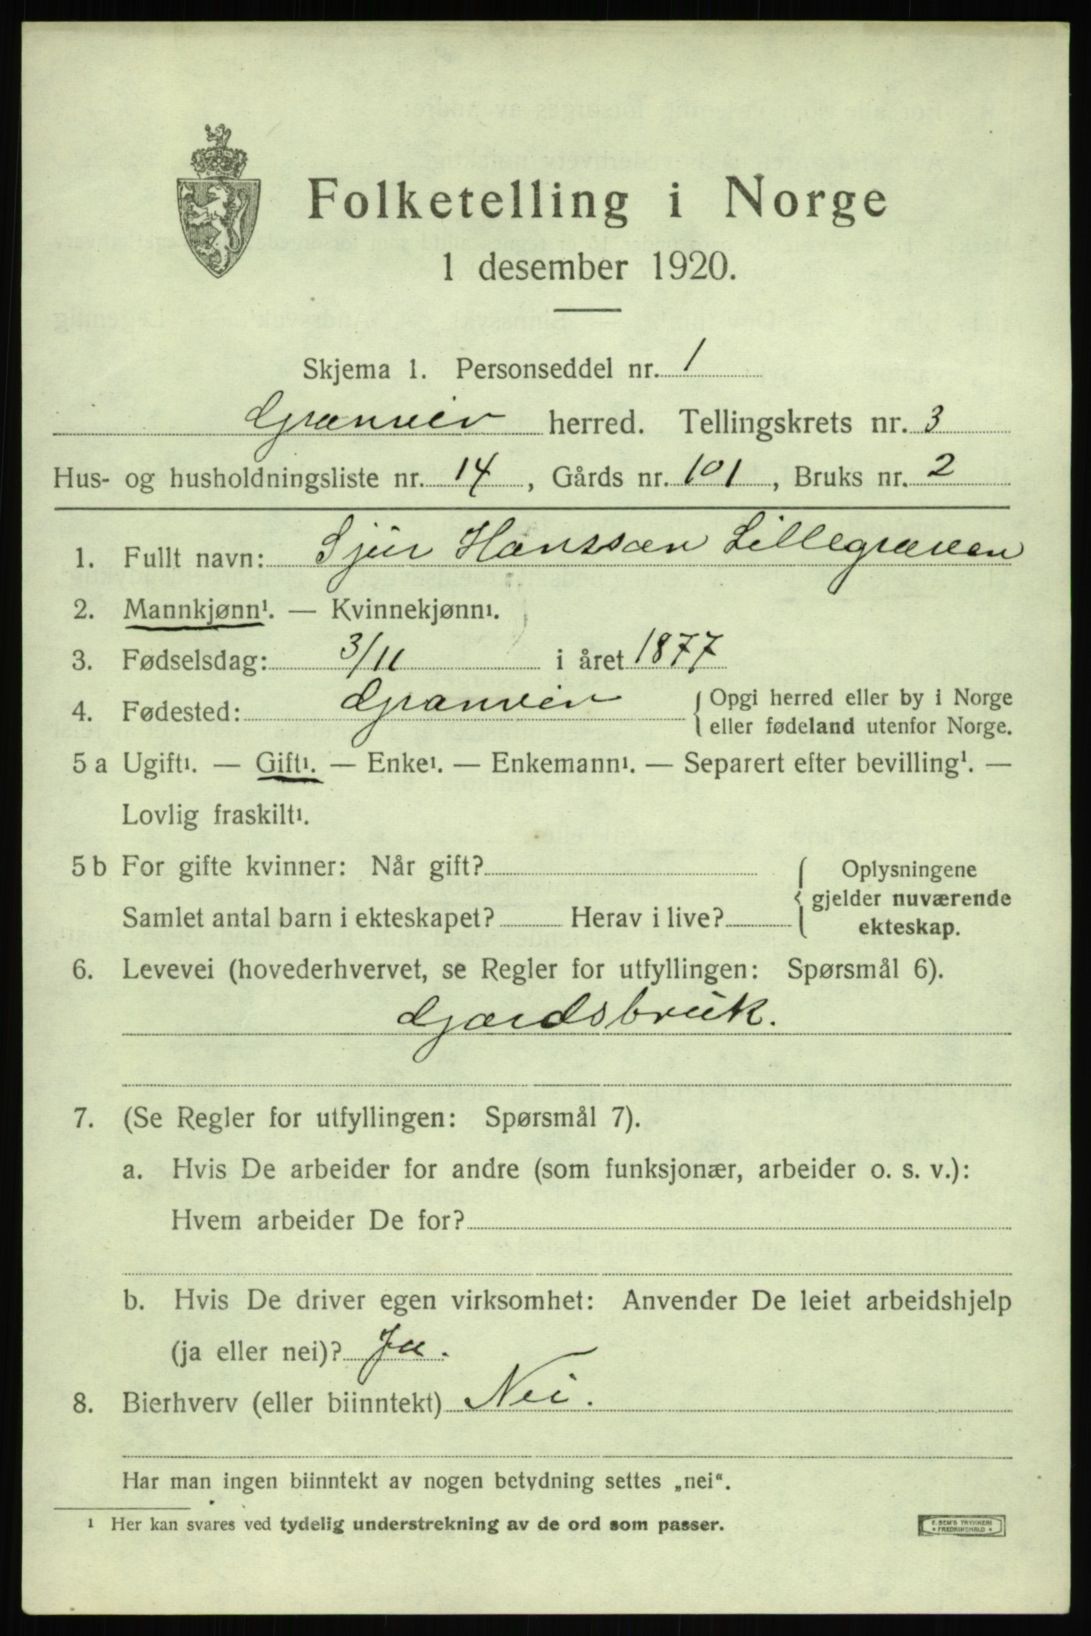 Folketelling i Norge
1 desember 1920.
Skjema 1. Personseddel nr. 1
Granvin herred. Tellingskrets nr. 3
Hus- og husholdningsliste nr. 14, Gårds nr. 101, Bruks nr. 2
1. Fullt navn: Sjur Hanssæn Lillegraven
2. Mannkjønn¹. — Kvinnekjønn¹.
3. Fødselsdag: 3/11 i året 1877
4. Fødested: Granvin { Opgi herred eller by i Norge
eller fødeland utenfor Norge.
5 a Ugift¹. — Gift¹. — Enke¹. — Enkemann¹. — Separert efter bevilling¹. —
Lovlig fraskilt¹.
5 b For gifte kvinner: Når gift? { Oplysningene
gjelder nuværende
Samlet antal barn i ekteskapet? Herav i live? ekteskap.
6. Levevei (hovederhvervet, se Regler for utfyllingen: Spørsmål 6).
Gardsbruk.
7. (Se Regler for utfyllingen: Spørsmål 7).
a. Hvis De arbeider for andre (som funksjonær, arbeider o. s. v.):
Hvem arbeider De for?
b. Hvis De driver egen virksomhet: Anvender De leiet arbeidshjelp
(ja eller nei)? Ja.
8. Bierhverv (eller biinntekt) Nei.
Har man ingen biinntekt av nogen betydning settes „nei“.
¹ Her kan svares ved tydelig understrekning av de ord som passer.
E. SEM'S TRYKKERI
FREDRIKSHALD